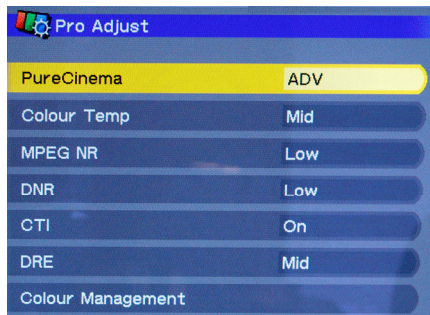 Pro Adjust
PureCinema ADV
Colour Temp Mid
MPEG NR Low
DNR Low
CTI On
DRE Mid
Colour Management